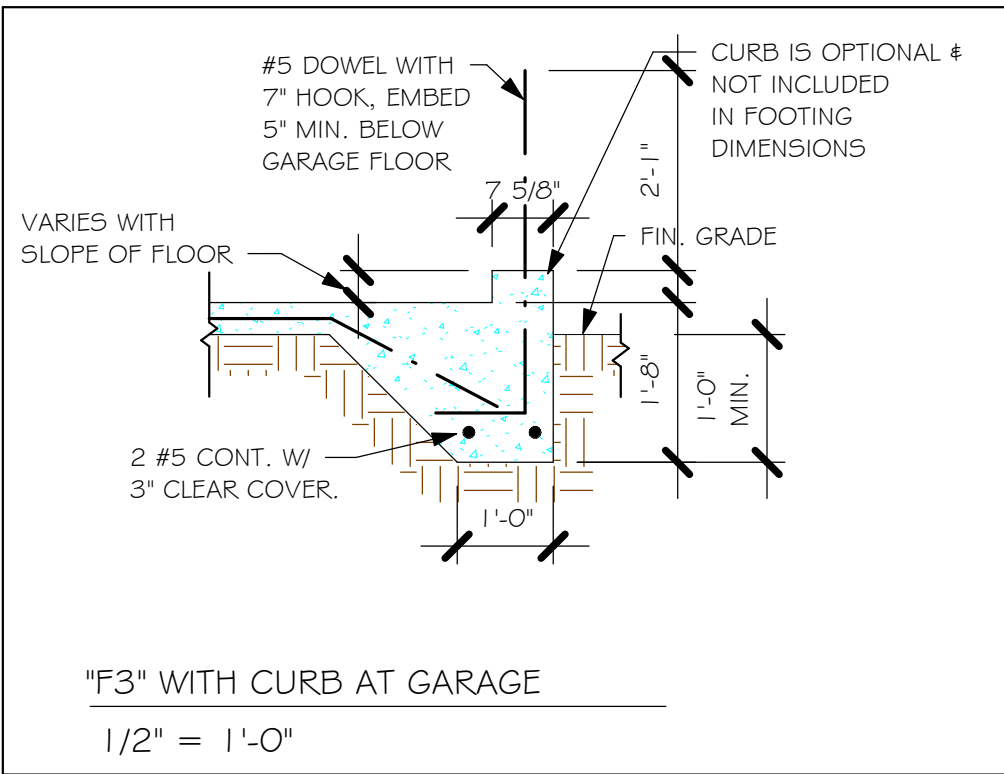 #5 DOWEL WITH
7" HOOK, EMBED
5" MIN. BELOW
GARAGE FLOOR
CURB IS OPTIONAL &
NOT INCLUDED
IN FOOTING
DIMENSIONS
2'-1"
7 5/8"
VARIES WITH
SLOPE OF FLOOR
FIN. GRADE
1'-8"
1'-0"
MIN.
2 #5 CONT. W/
3" CLEAR COVER.
1'-0"
"F3" WITH CURB AT GARAGE
1/2" = 1'-0"